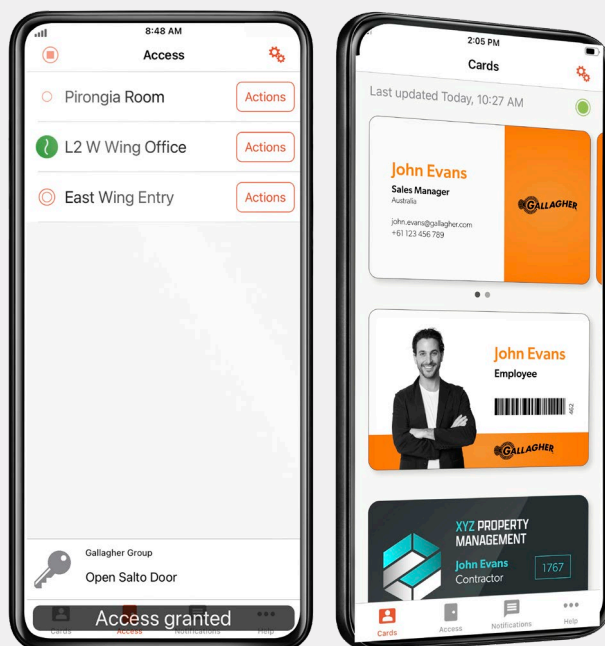 8:48 AM
Access
Pirongia Room
Actions
L2 W Wing Office
Actions
East Wing Entry
Actions
Gallagher Group
Open Salto Door
Access granted
Cards
Access
Notifications
Help
2:05 PM
Cards
Last updated Today, 10:27 AM
John Evans
Sales Manager
Australia
john.evans@gallagher.com
+61 123 456 789
GALLAGHER
John Evans
Employee
462
GALLAGHER
XYZ PROPERTY
MANAGEMENT
John Evans
Contractor
1767
Cards
Access
Notifications
Help